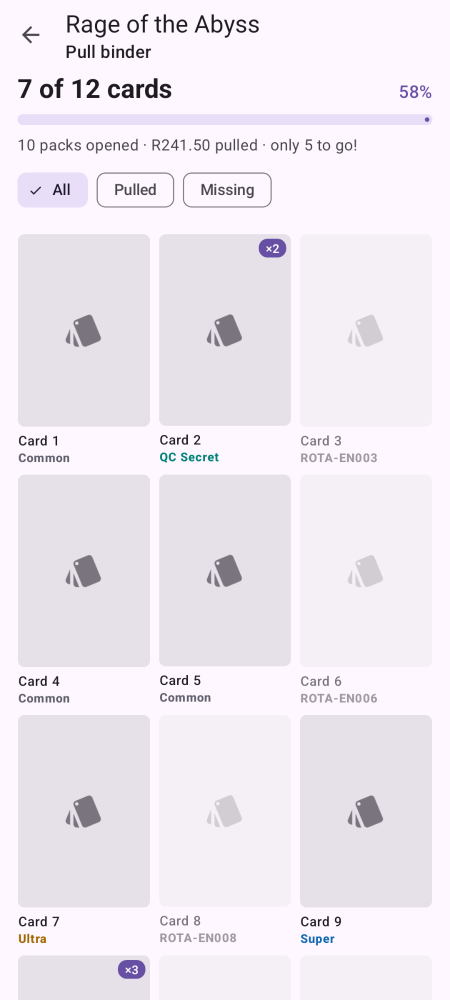 Rage of the Abyss
Pull binder
7 of 12 cards
58%
10 packs opened · R241.50 pulled · only 5 to go!
All
Pulled
Missing
×2
Card 1
Common
Card 2
QC Secret
Card 3
ROTA-EN003
Card 4
Common
Card 5
Common
Card 6
ROTA-EN006
Card 7
Ultra
Card 8
ROTA-EN008
Card 9
Super
×3